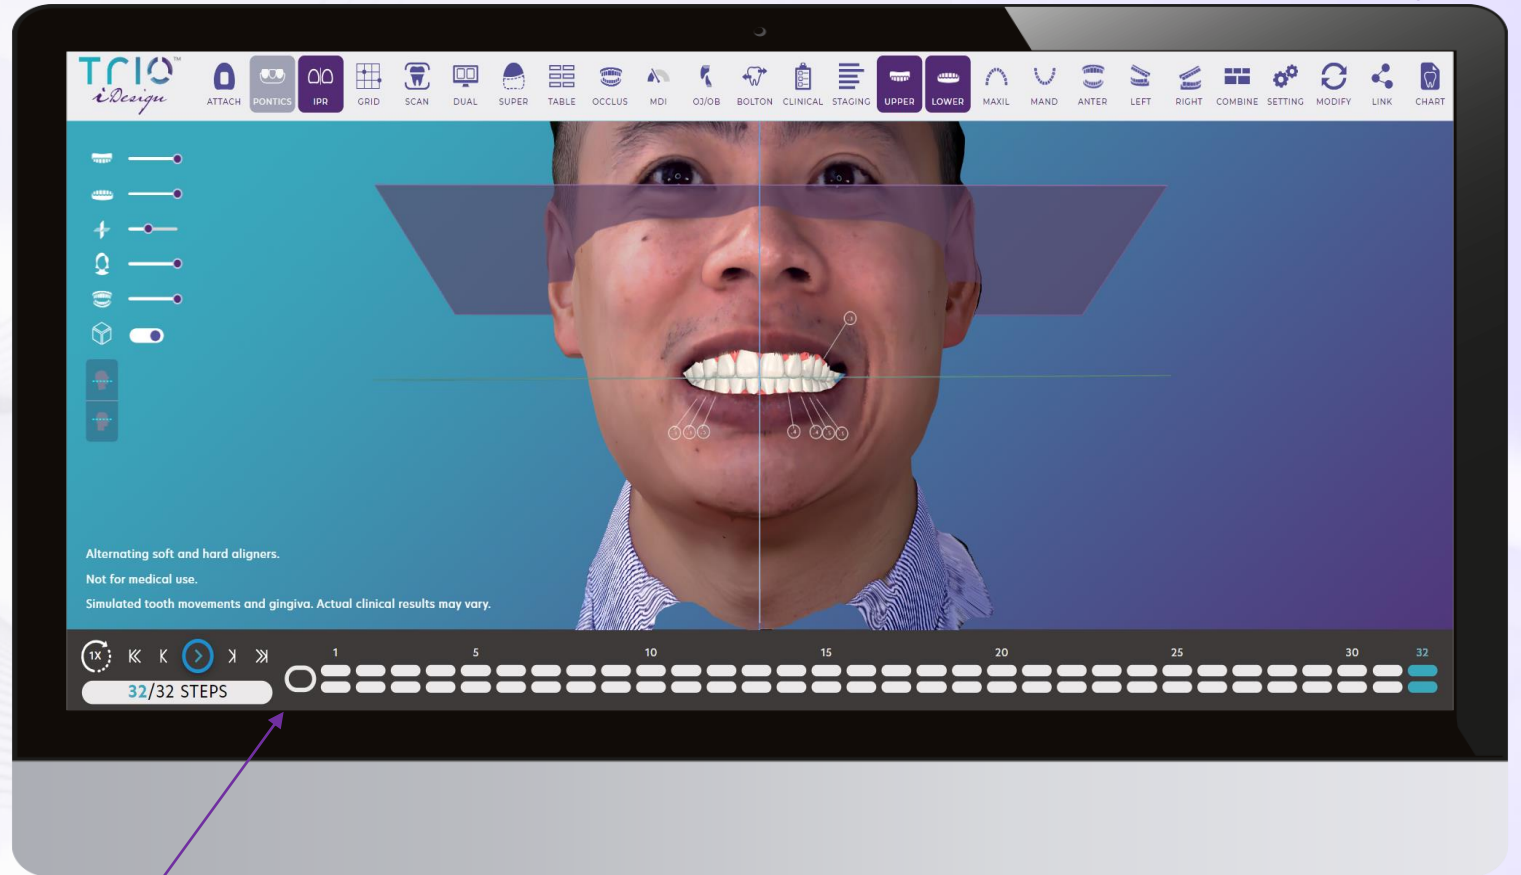 TRIO™
iDesign
ATTACH
PONTICS
IPR
GRID
SCAN
DUAL
SUPER
TABLE
OCCLUS
MDI
OJ/OB
BOLTON
CLINICAL
STAGING
UPPER
LOWER
MAXIL
MAND
ANTER
LEFT
RIGHT
COMBINE
SETTING
MODIFY
LINK
CHART
Alternating soft and hard aligners.
Not for medical use.
Simulated tooth movements and gingiva. Actual clinical results may vary.
1X
1 5 10 15 20 25 30 32
32/32 STEPS